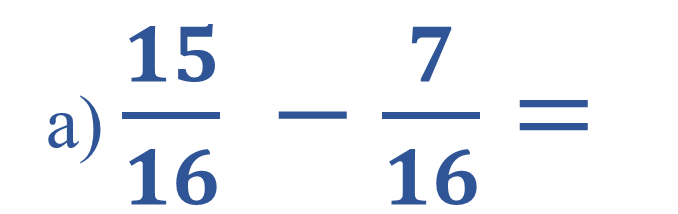 a) 15/16 − 7/16 =